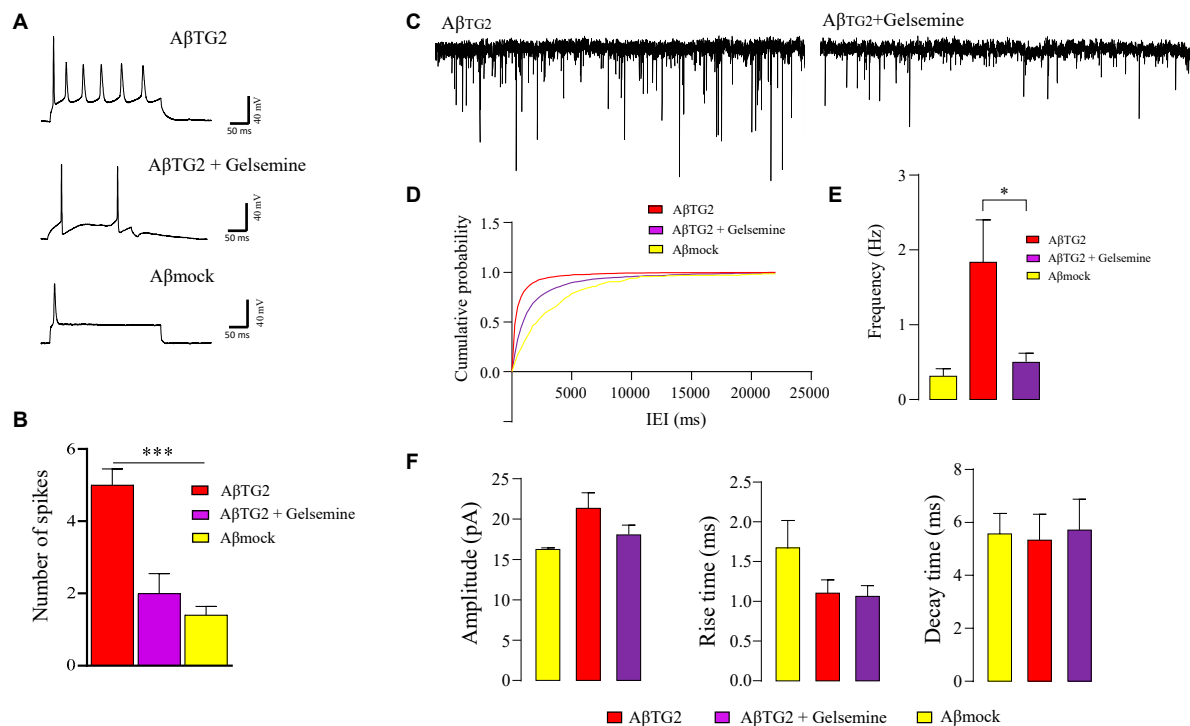 A
AβTG2
40 mV
50 ms
AβTG2 + Gelsemine
40 mV
50 ms
Aβmock
40 mV
50 ms
B
Number of spikes
6
4
2
0
***
AβTG2
AβTG2 + Gelsemine
Aβmock
C
AβTG2
AβTG2+Gelsemine
D
Cumulative probability
1.5
1.0
0.5
0.0
5000 10000 15000 20000 25000
IEI (ms)
AβTG2
AβTG2 + Gelsemine
Aβmock
E
Frequency (Hz)
3
2
1
0
*
AβTG2
AβTG2 + Gelsemine
Aβmock
F
Amplitude (pA)
25
20
15
10
5
0
Rise time (ms)
2.5
2.0
1.5
1.0
0.5
0.0
Decay time (ms)
8
6
4
2
0
AβTG2 AβTG2 + Gelsemine Aβmock